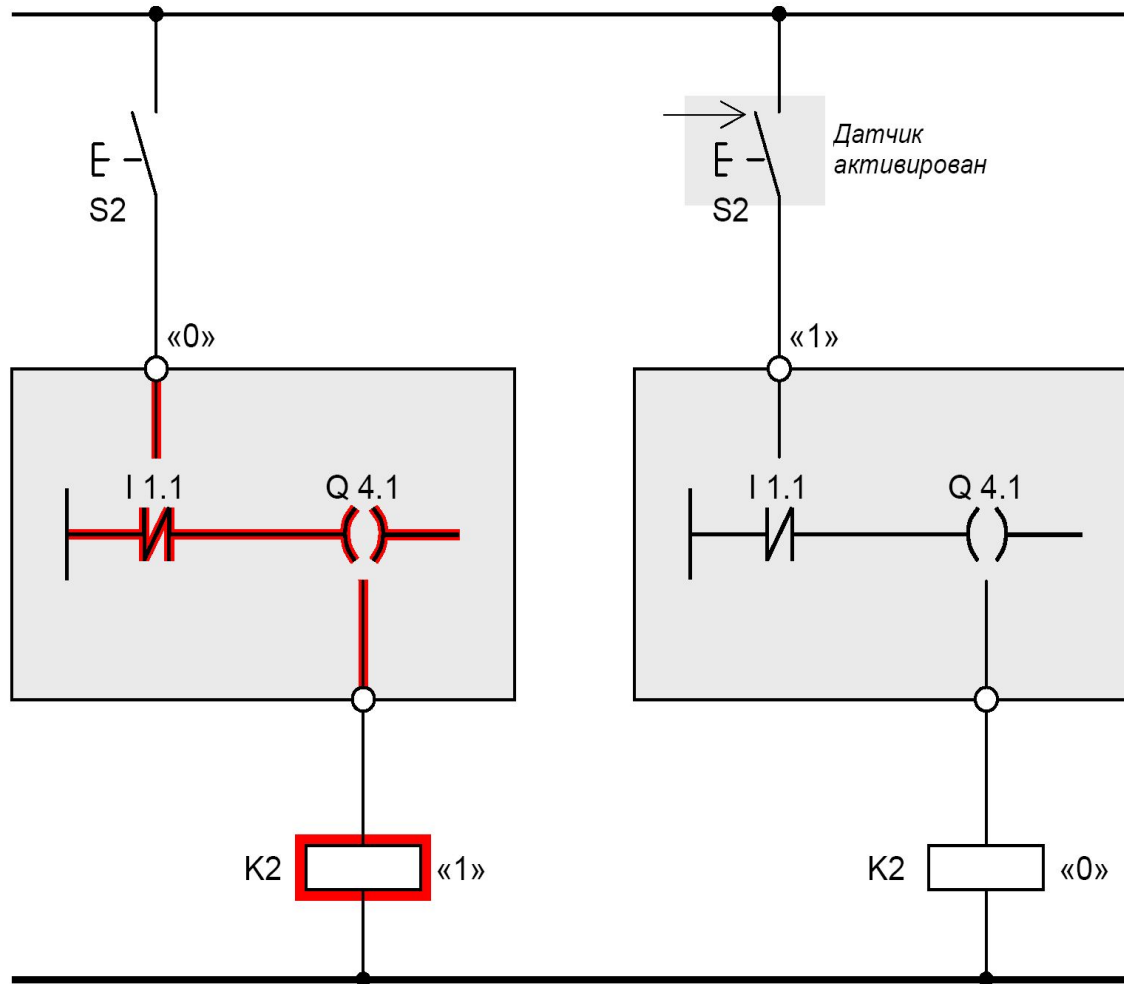 Датчик
активирован
S2
S2
«0»
«1»
I 1.1
Q 4.1
I 1.1
Q 4.1
K2
«1»
K2
«0»